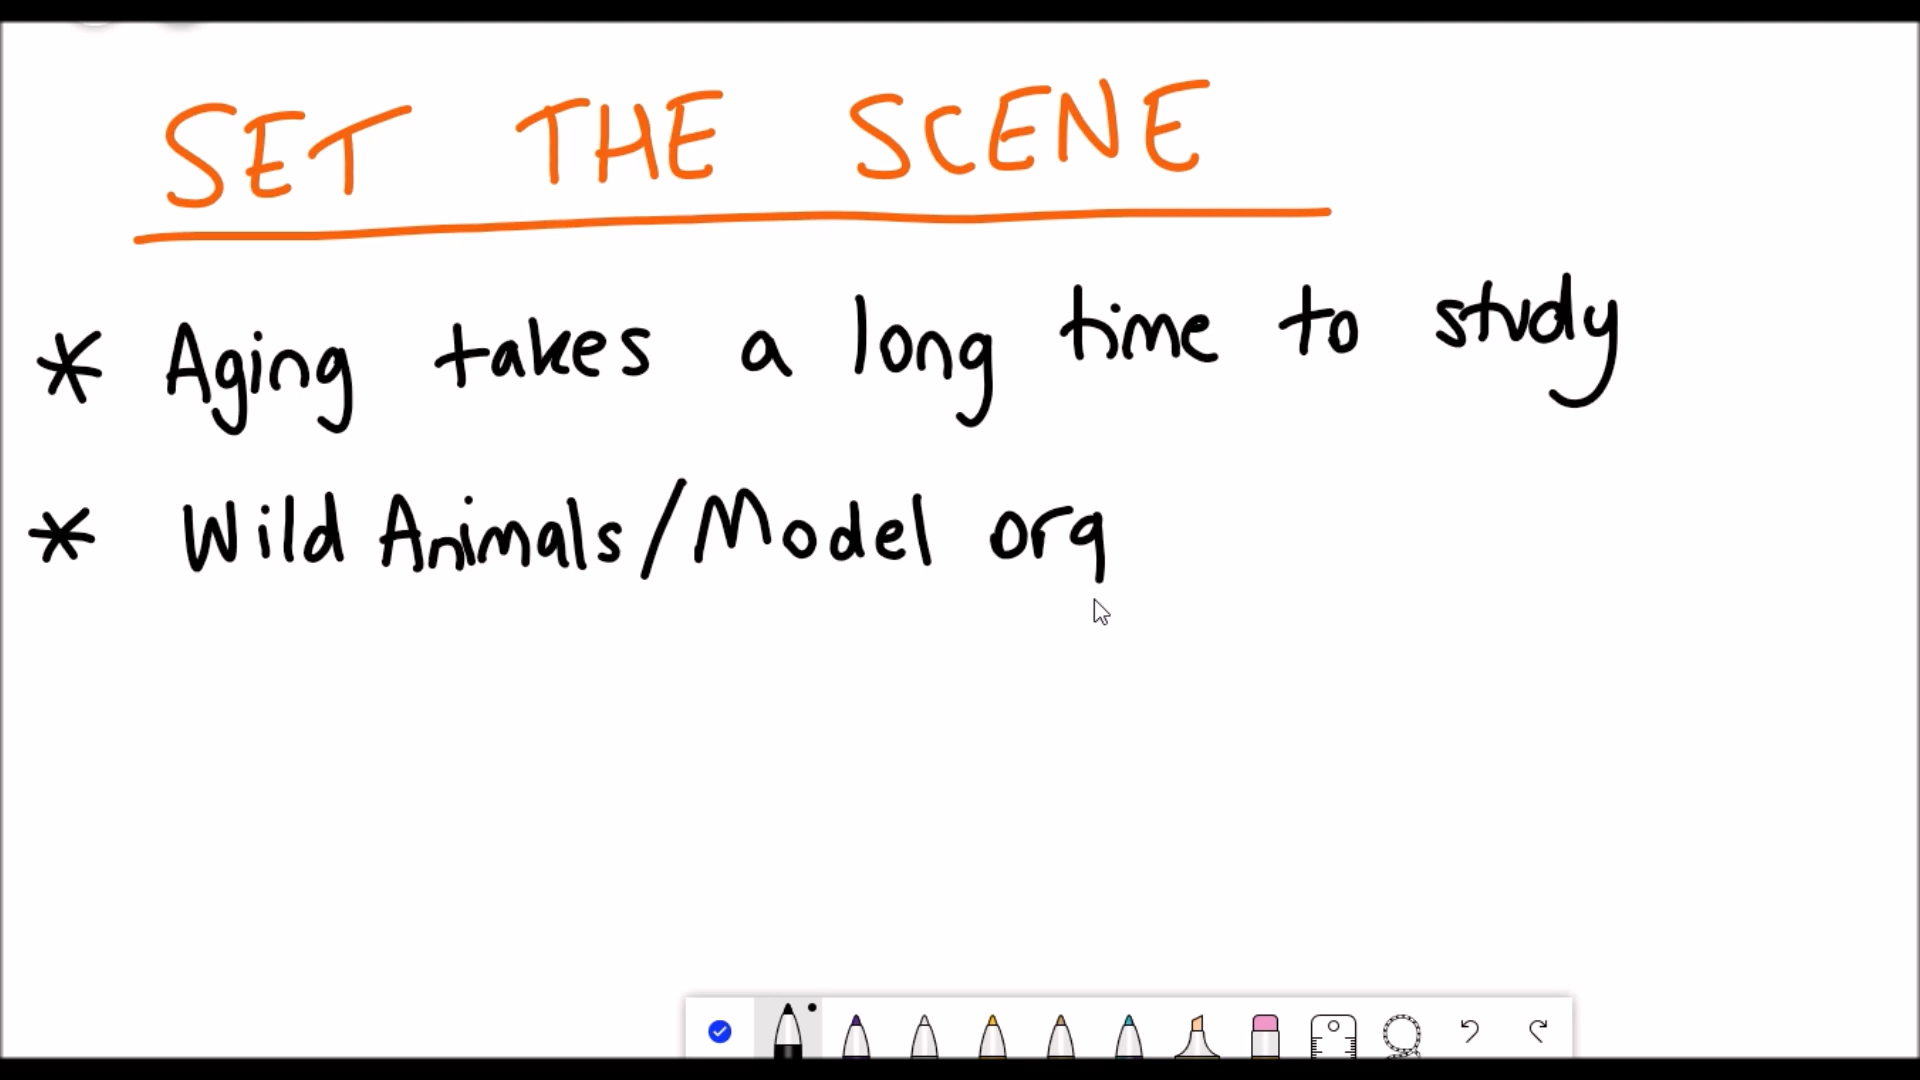 SET THE SCENE
* Aging takes a long time to study
* Wild Animals/Model org